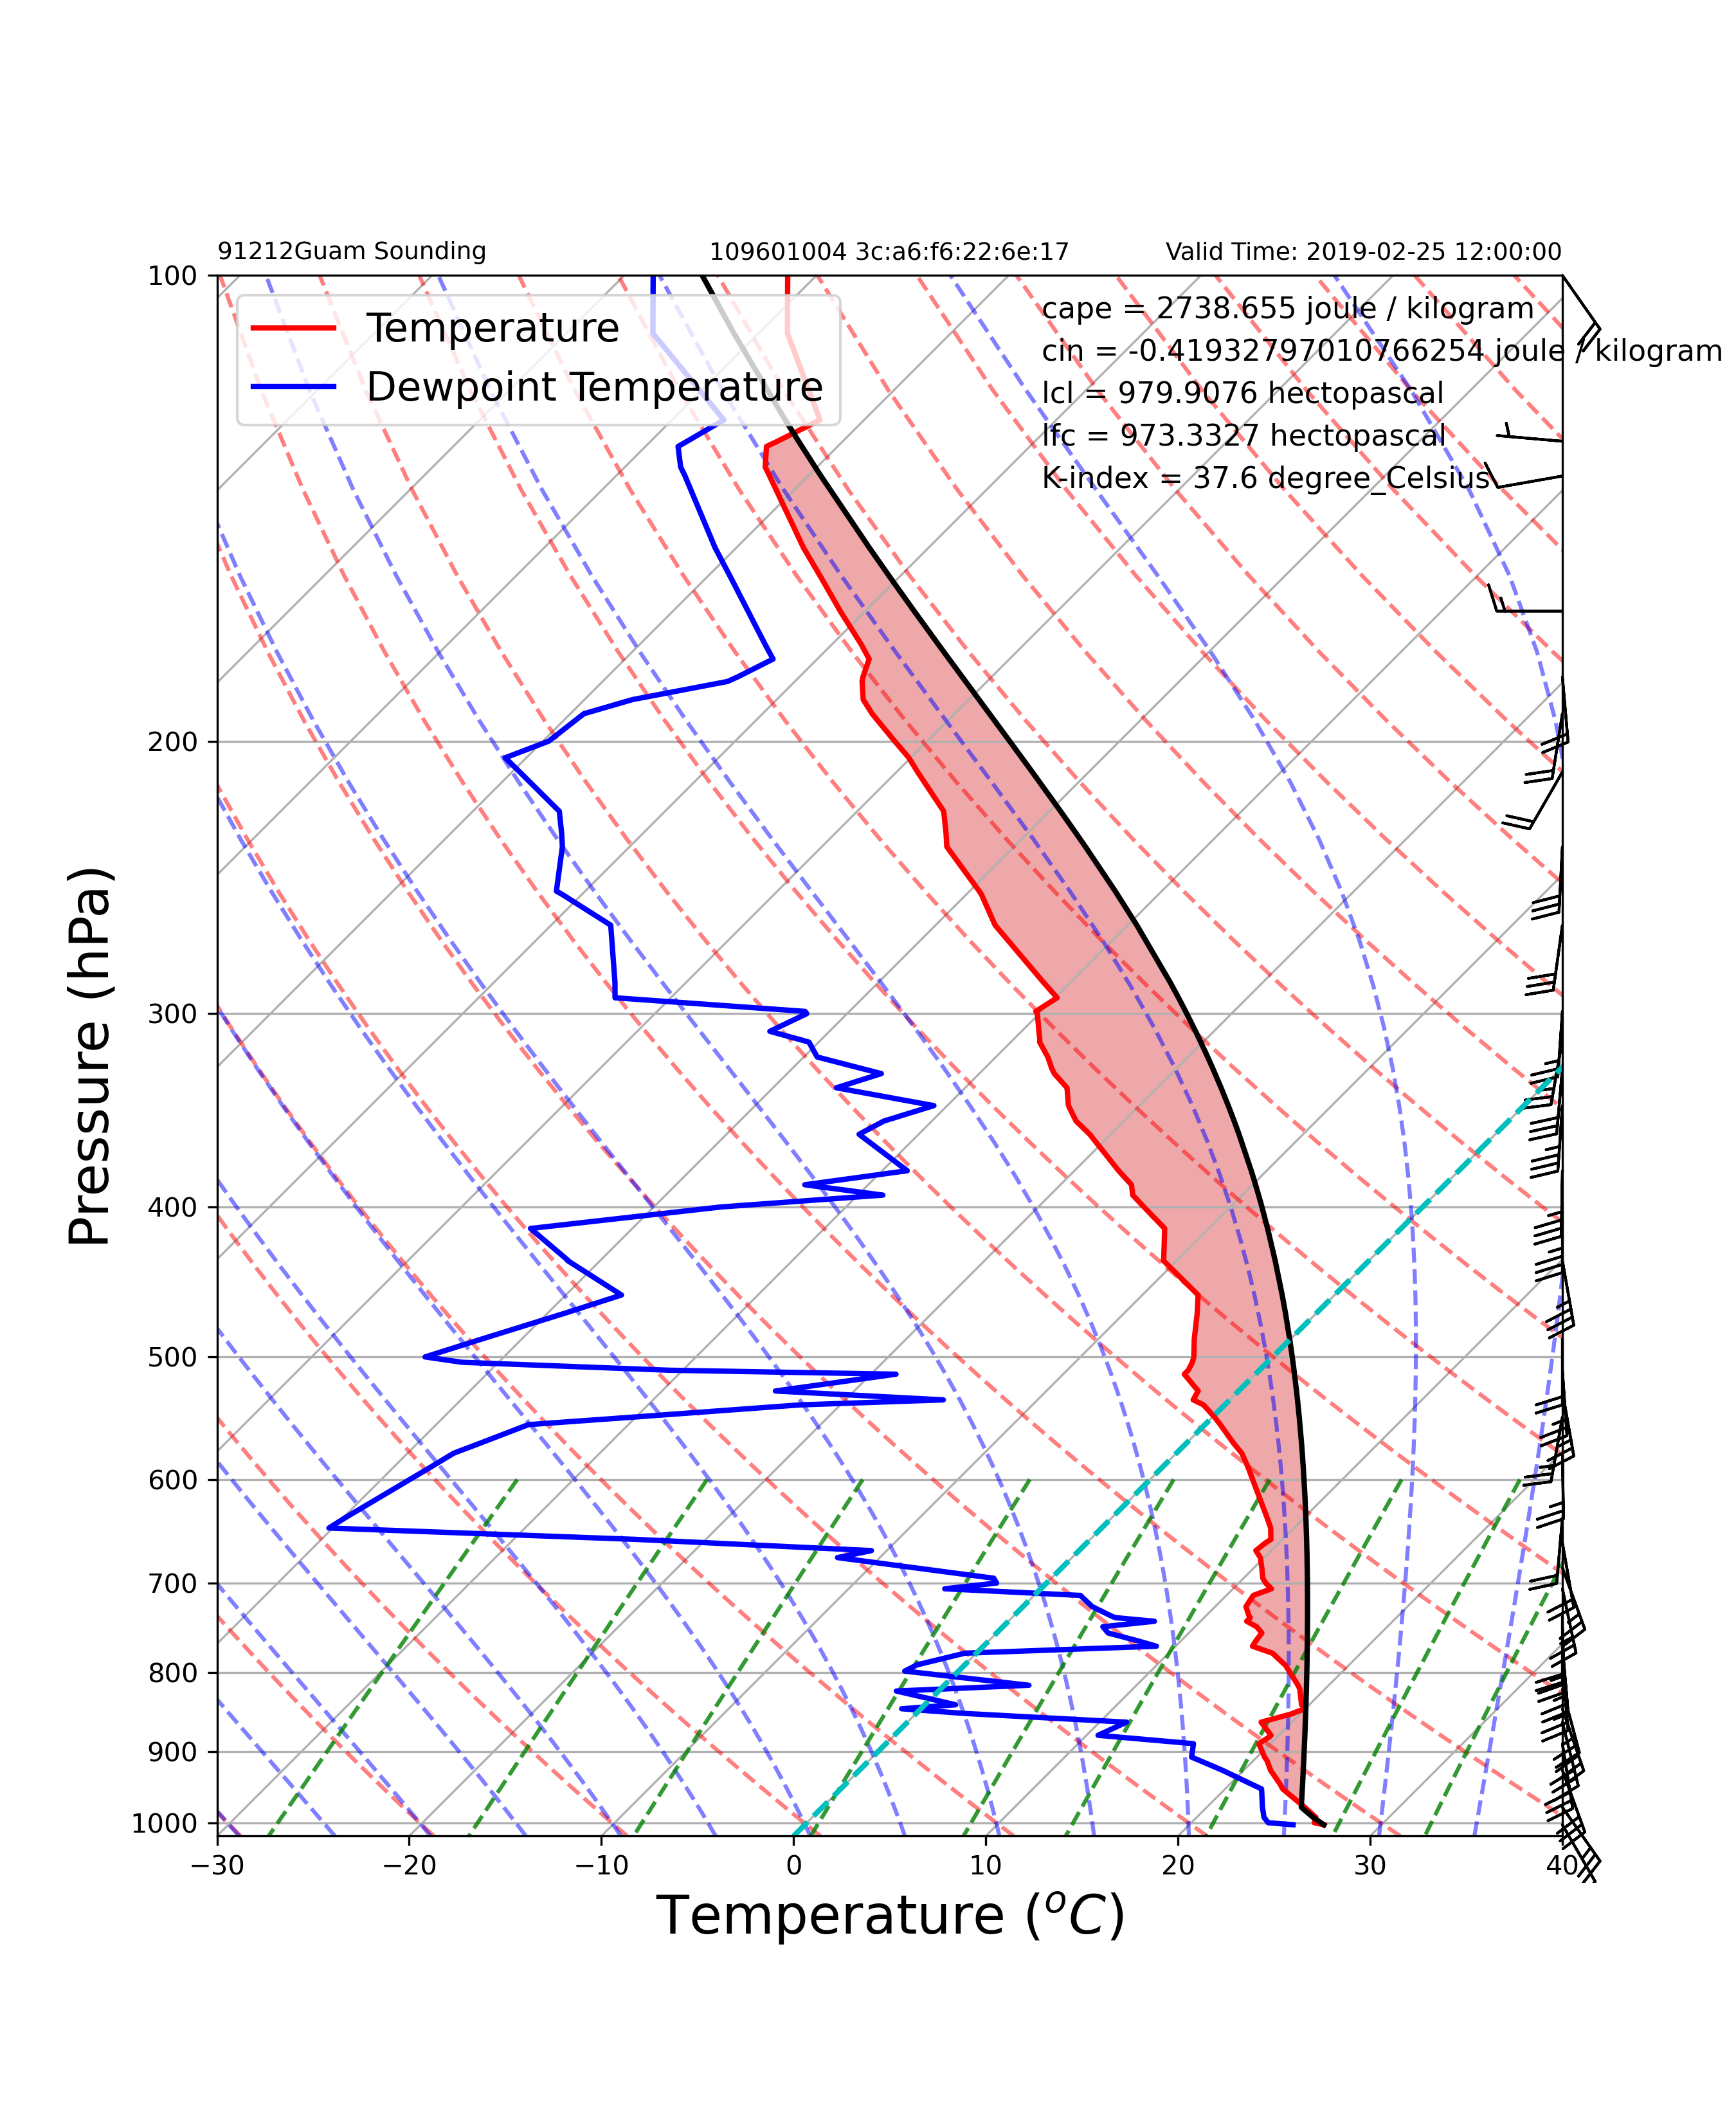 91212Guam Sounding
109601004 3c:a6:f6:22:6e:17
Valid Time: 2019-02-25 12:00:00
Temperature
Dewpoint Temperature
cape = 2738.655 joule / kilogram
cin = -0.41932797010766254 joule / kilogram
lcl = 979.9076 hectopascal
lfc = 973.3327 hectopascal
K-index = 37.6 degree_Celsius
Pressure (hPa)
100
200
300
400
500
600
700
800
900
1000
−30
−20
−10
0
10
20
30
40
Temperature (°C)